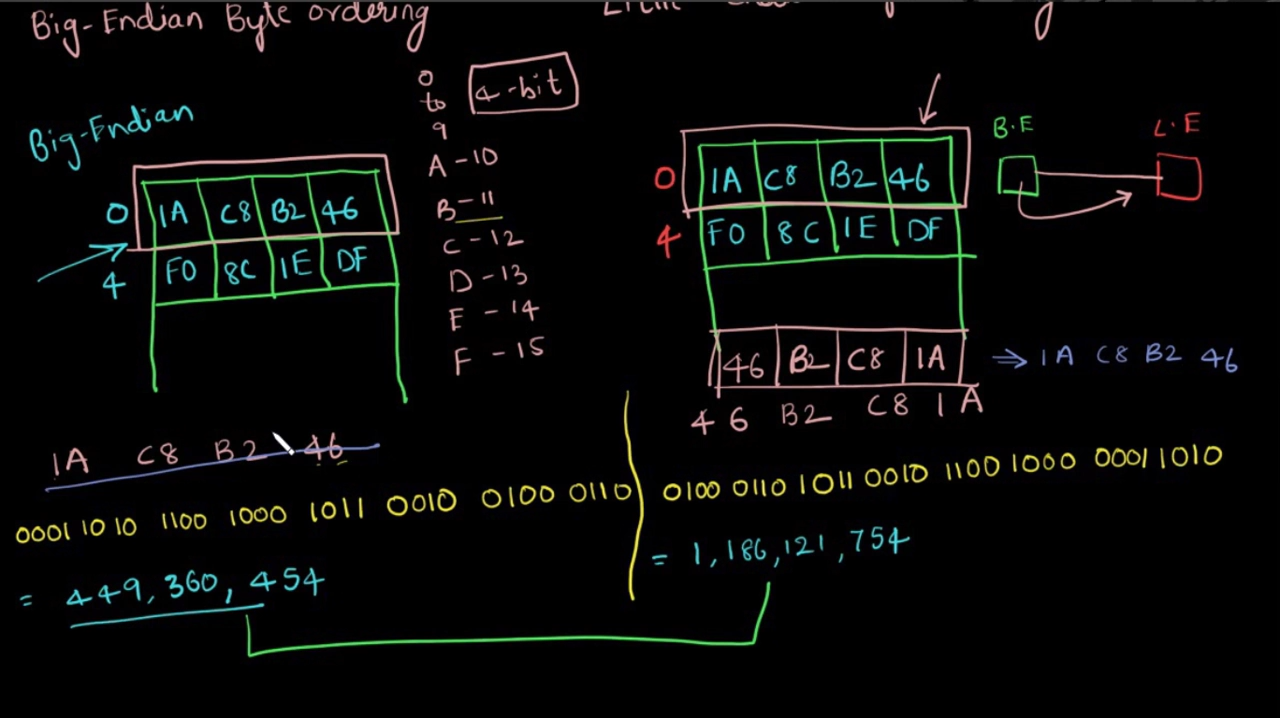 Big-Endian Byte ordering
Big-Endian
0 1A C8 B2 46
4 F0 8C 1E DF
0
to
9
4-bit
A - 10
B - 11
C - 12
D - 13
E - 14
F - 15
0 1A C8 B2 46
4 F0 8C 1E DF
46 B2 C8 1A
⇒ 1A C8 B2 46
46 B2 C8 1A
B.E
L.E
1A C8 B2 46
0001 1010 1100 1000 1011 0010 0100 0110
= 449,360,454
0100 0110 1011 0010 1100 1000 0001 1010
= 1,186,121,754